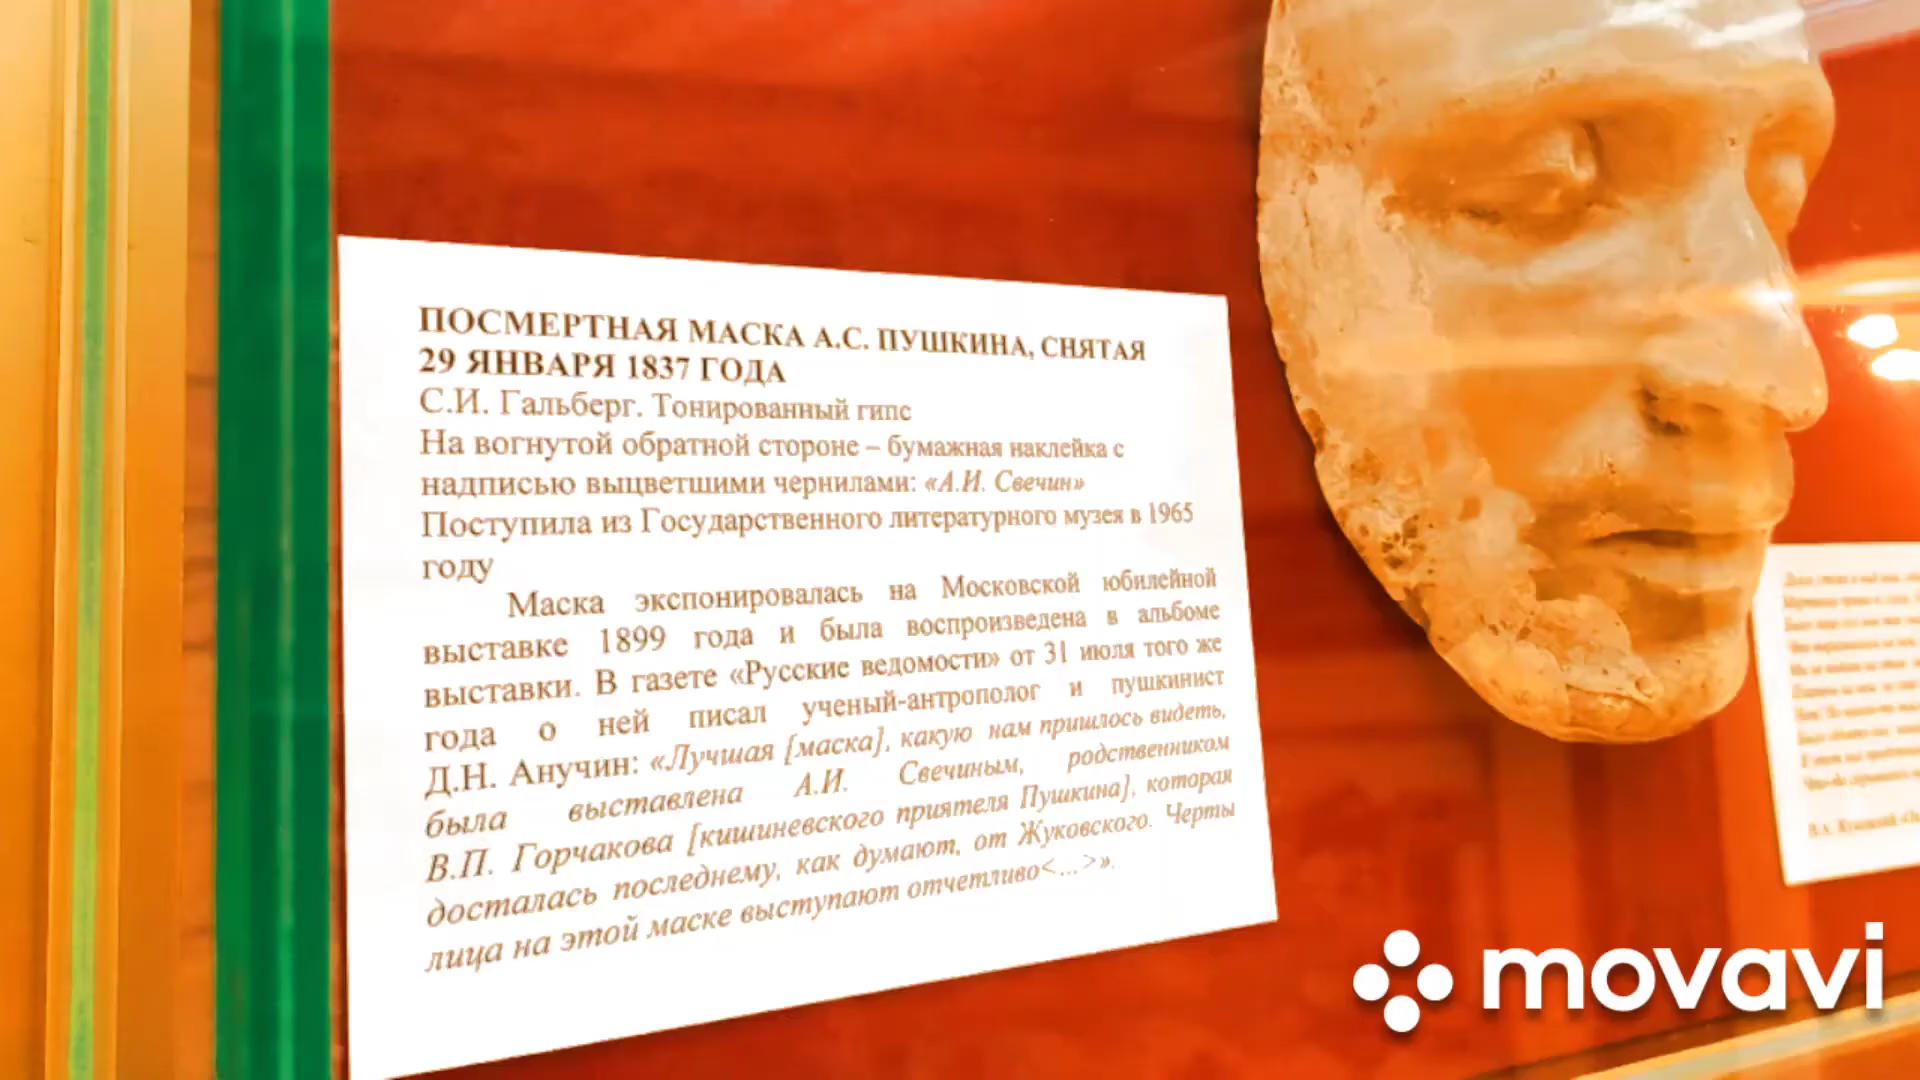 ПОСМЕРТНАЯ МАСКА А.С. ПУШКИНА, СНЯТАЯ
29 ЯНВАРЯ 1837 ГОДА
С.И. Гальберг. Тонированный гипс
На вогнутой обратной стороне – бумажная наклейка с
надписью выцветшими чернилами: «А.И. Свечин»
Поступила из Государственного литературного музея в 1965
году
Маска экспонировалась на Московской юбилейной
выставке 1899 года и была воспроизведена в альбоме
выставки. В газете «Русские ведомости» от 31 июля того же
года о ней писал ученый-антрополог и пушкинист
Д.Н. Анучин: «Лучшая [маска], какую нам пришлось видеть,
была выставлена А.И. Свечиным, родственником
В.П. Горчакова [кишиневского приятеля Пушкина], которая
досталась последнему, как думают, от Жуковского. Черты
лица на этой маске выступают отчетливо<...>».
movavi